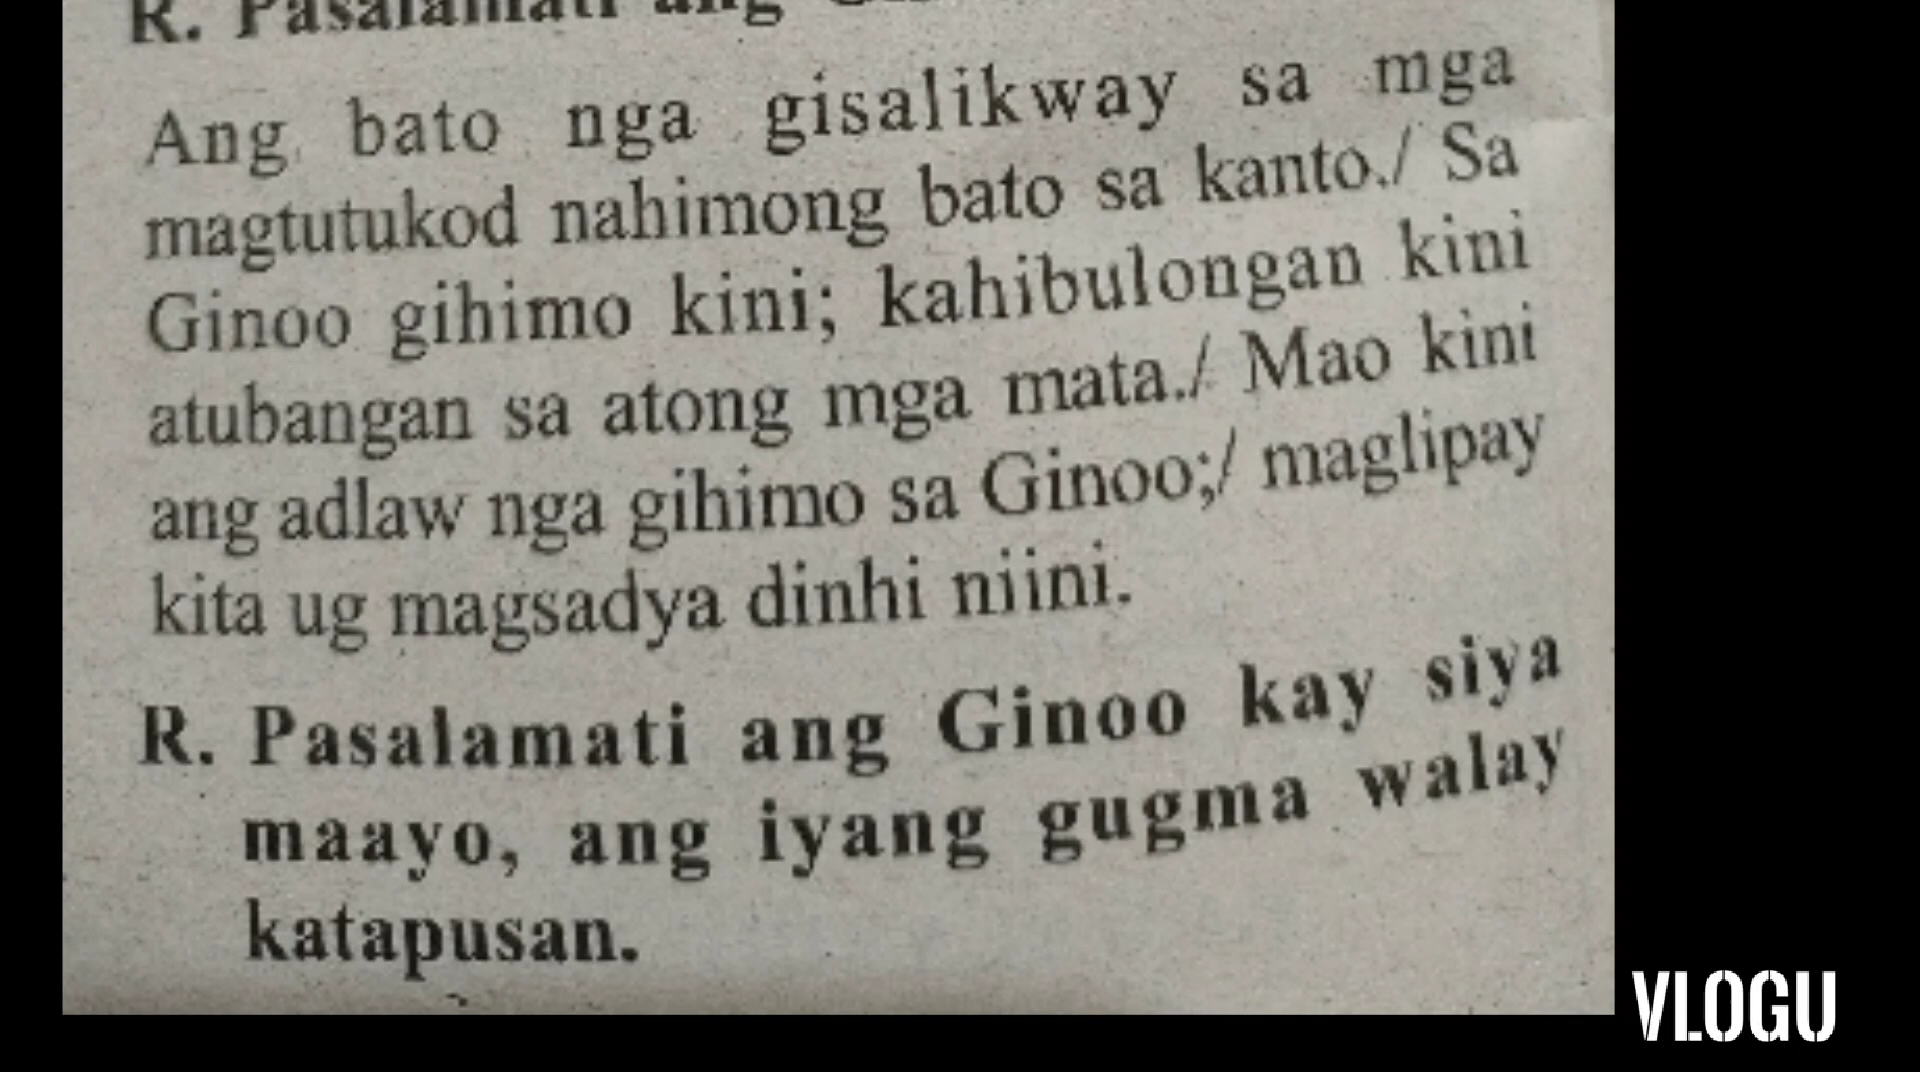 R. Pasalamati ang
Ang bato nga gisalikway sa mga
magtutukod nahimong bato sa kanto./ Sa
Ginoo gihimo kini; kahibulongan kini
atubangan sa atong mga mata./ Mao kini
ang adlaw nga gihimo sa Ginoo;/ maglipay
kita ug magsadya dinhi niini.
R. Pasalamati ang Ginoo kay siya
maayo, ang iyang gugma walay
katapusan.
VLOGU